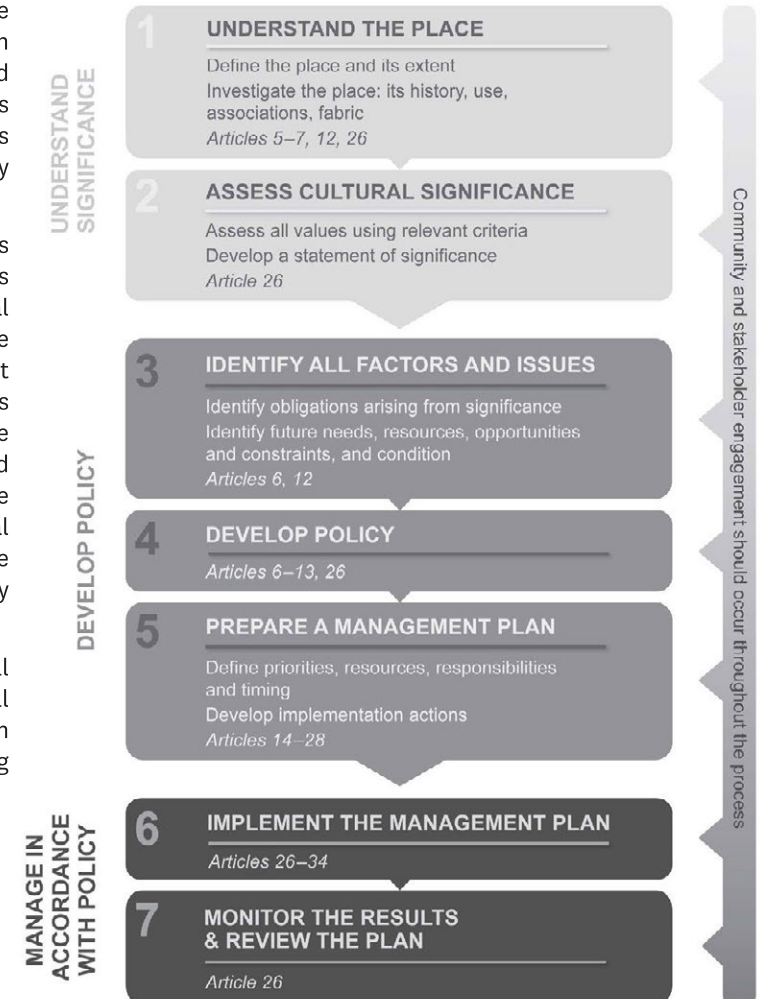 UNDERSTAND
SIGNIFICANCE
1
UNDERSTAND THE PLACE
Define the place and its extent
Investigate the place: its history, use,
associations, fabric
Articles 5–7, 12, 26
2
ASSESS CULTURAL SIGNIFICANCE
Assess all values using relevant criteria
Develop a statement of significance
Article 26
DEVELOP POLICY
3
IDENTIFY ALL FACTORS AND ISSUES
Identify obligations arising from significance
Identify future needs, resources, opportunities
and constraints, and condition
Articles 6, 12
4
DEVELOP POLICY
Articles 6–13, 26
5
PREPARE A MANAGEMENT PLAN
Define priorities, resources, responsibilities
and timing
Develop implementation actions
Articles 14–28
MANAGE IN
ACCORDANCE
WITH POLICY
6
IMPLEMENT THE MANAGEMENT PLAN
Articles 26–34
7
MONITOR THE RESULTS
& REVIEW THE PLAN
Article 26
Community and stakeholder engagement should occur throughout the process